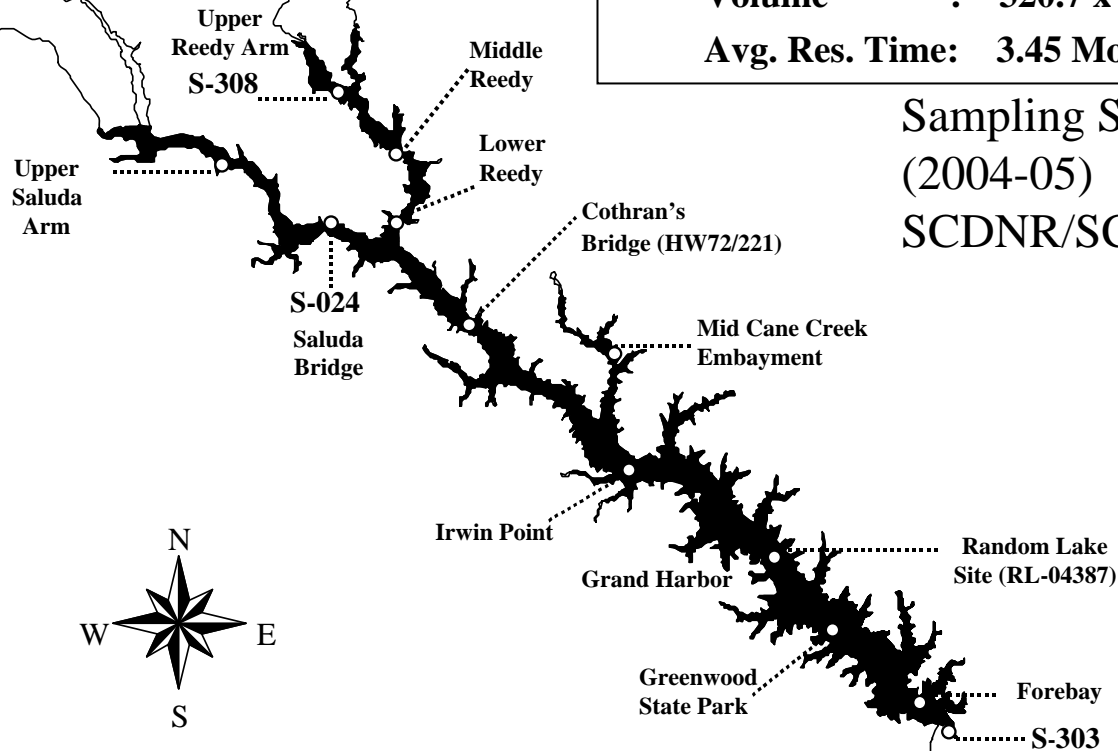 Volume : 320.7 x
Avg. Res. Time: 3.45 Mo
Sampling S
(2004-05)
SCDNR/SC
Upper
Reedy Arm
S-308
Middle
Reedy
Lower
Reedy
Upper
Saluda
Arm
Cothran's
Bridge (HW72/221)
S-024
Saluda
Bridge
Mid Cane Creek
Embayment
Irwin Point
Grand Harbor
Random Lake
Site (RL-04387)
Greenwood
State Park
Forebay
S-303
N
W
E
S